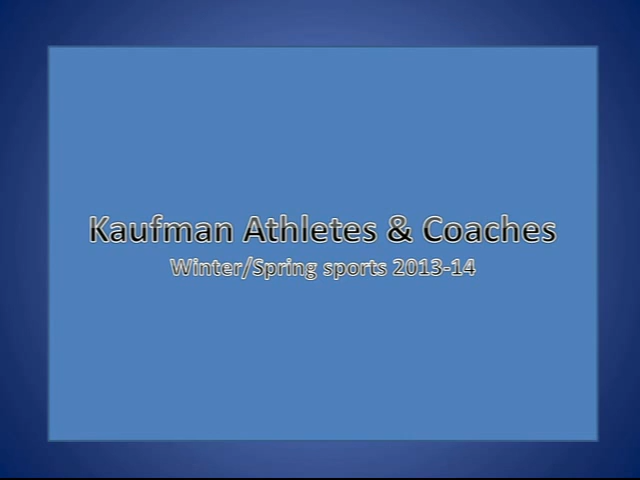 Kaufman Athletes & Coaches
Winter/Spring sports 2013-14